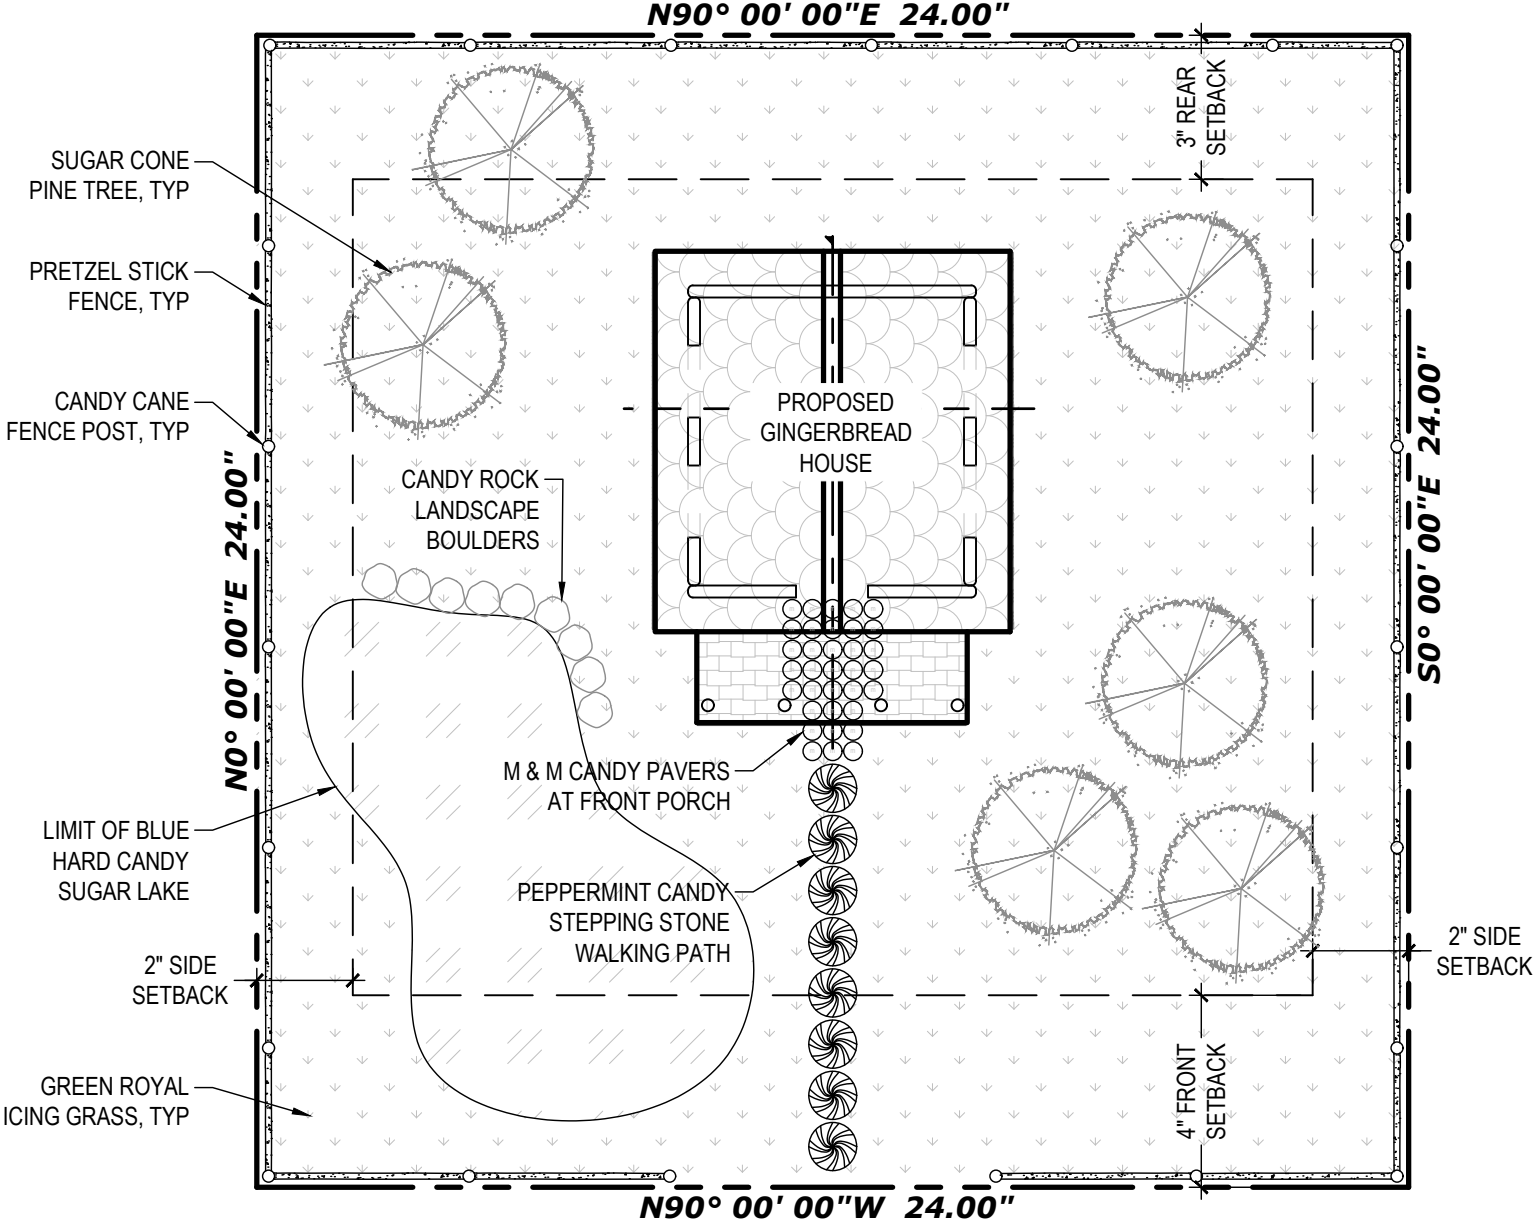 N90° 00' 00"E 24.00"
3" REAR
SETBACK
SUGAR CONE
PINE TREE, TYP
PRETZEL STICK
FENCE, TYP
CANDY CANE
FENCE POST, TYP
PROPOSED
GINGERBREAD
HOUSE
CANDY ROCK
LANDSCAPE
BOULDERS
N0° 00' 00"E 24.00"
S0° 00' 00"E 24.00"
M & M CANDY PAVERS
AT FRONT PORCH
LIMIT OF BLUE
HARD CANDY
SUGAR LAKE
PEPPERMINT CANDY
STEPPING STONE
WALKING PATH
2" SIDE
SETBACK
2" SIDE
SETBACK
GREEN ROYAL
ICING GRASS, TYP
4" FRONT
SETBACK
N90° 00' 00"W 24.00"